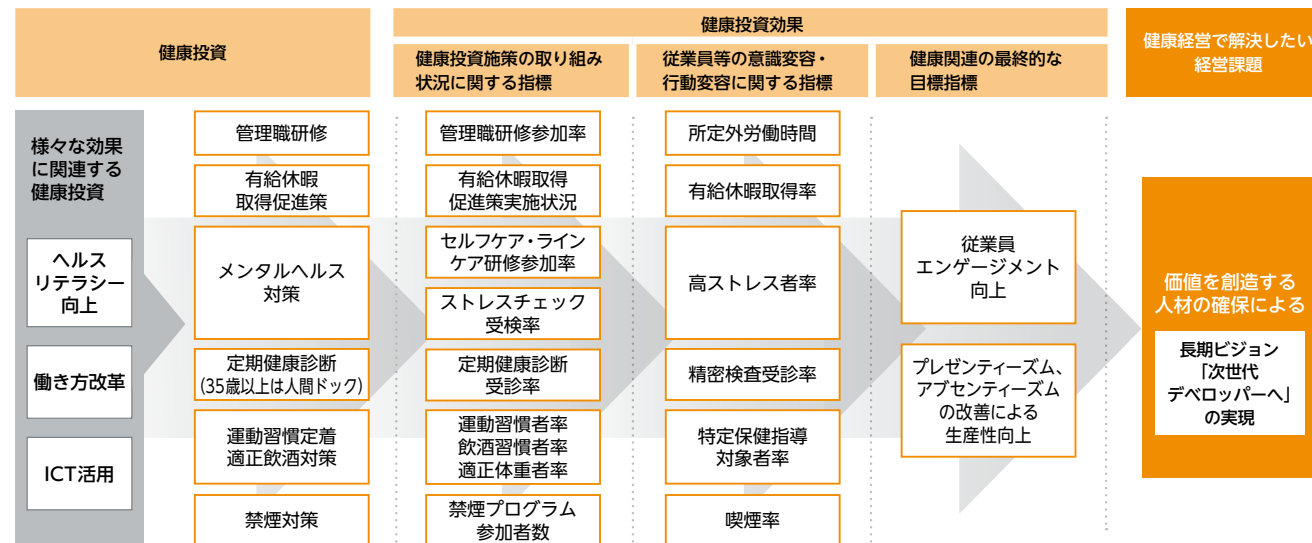 健康投資
健康投資効果
健康投資施策の取り組み
状況に関する指標
従業員等の意識変容・
行動変容に関する指標
健康関連の最終的な
目標指標
健康経営で解決したい
経営課題
様々な効果
に関連する
健康投資
ヘルス
リテラシー
向上
働き方改革
ICT活用
管理職研修
有給休暇
取得促進策
メンタルヘルス
対策
定期健康診断
(35歳以上は人間ドック)
運動習慣定着
適正飲酒対策
禁煙対策
管理職研修参加率
有給休暇取得
促進策実施状況
セルフケア・ライン
ケア研修参加率
ストレスチェック
受検率
定期健康診断
受診率
運動習慣者率
飲酒習慣者率
適正体重者率
禁煙プログラム
参加者数
所定外労働時間
有給休暇取得率
高ストレス者率
精密検査受診率
特定保健指導
対象者率
喫煙率
従業員
エンゲージメント
向上
プレゼンティーズム、
アブセンティーズム
の改善による
生産性向上
価値を創造する
人材の確保による
長期ビジョン
「次世代
デベロッパーへ」
の実現